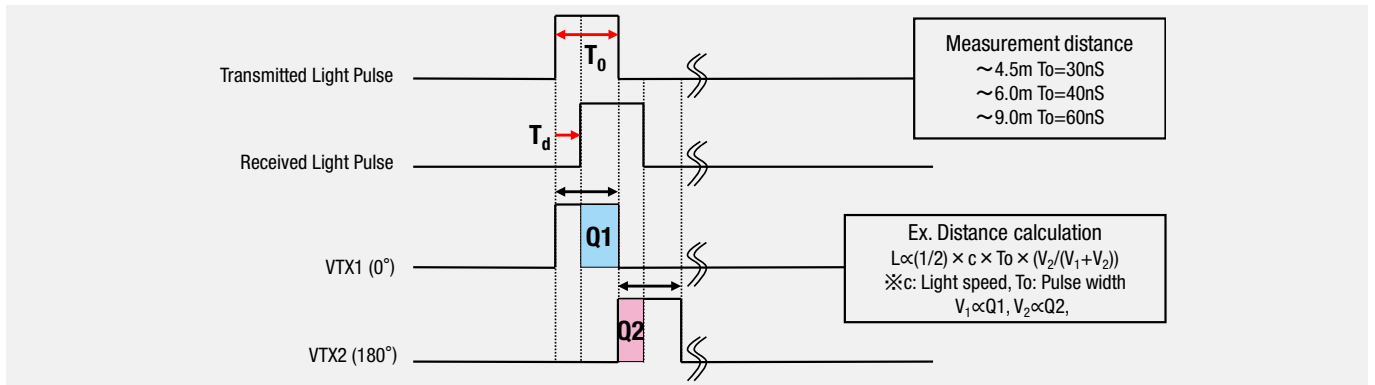 T0
Transmitted Light Pulse
Measurement distance
～4.5m To=30nS
～6.0m To=40nS
～9.0m To=60nS
Td
Received Light Pulse
Q1
VTX1 (0°)
Ex. Distance calculation
L∝(1/2) × c × To × (V2/(V1+V2))
※c: Light speed, To: Pulse width
V1∝Q1, V2∝Q2,
Q2
VTX2 (180°)